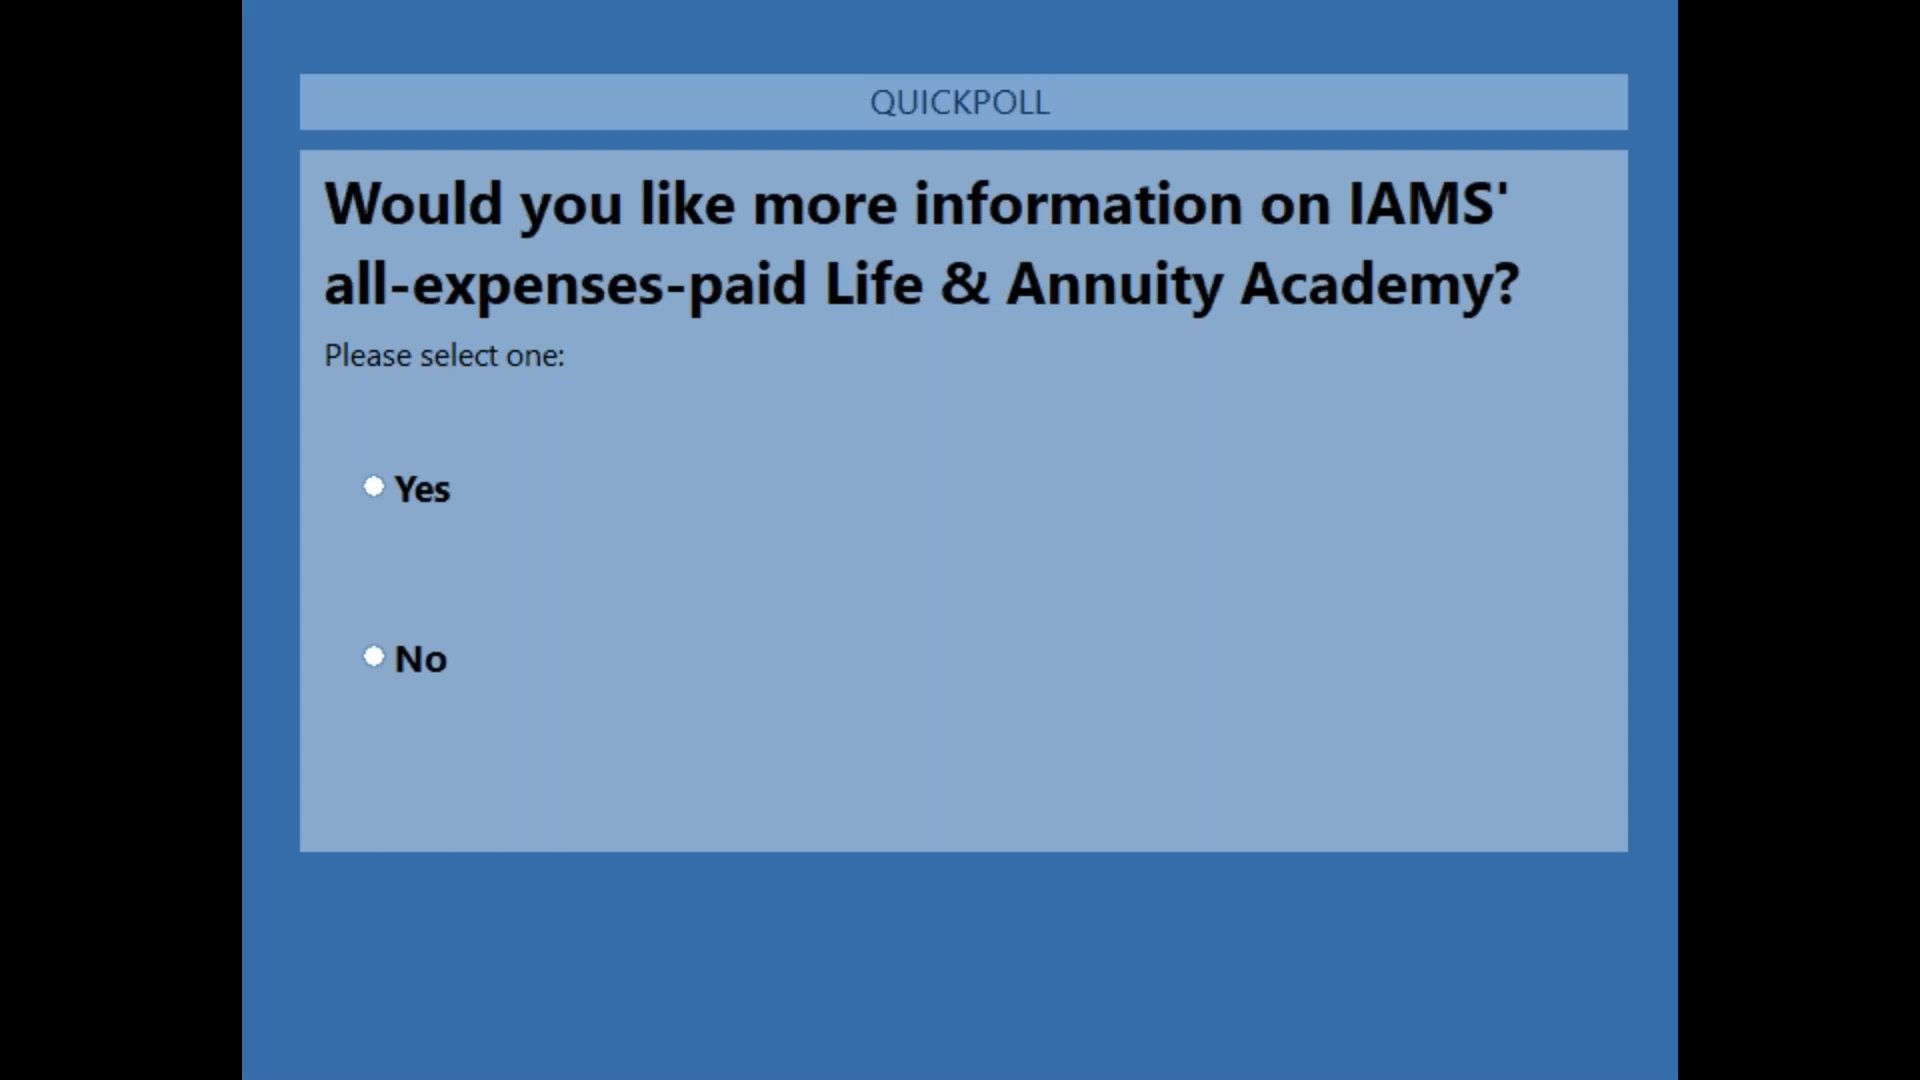 QUICKPOLL
Would you like more information on IAMS'
all-expenses-paid Life & Annuity Academy?
Please select one:
Yes
No